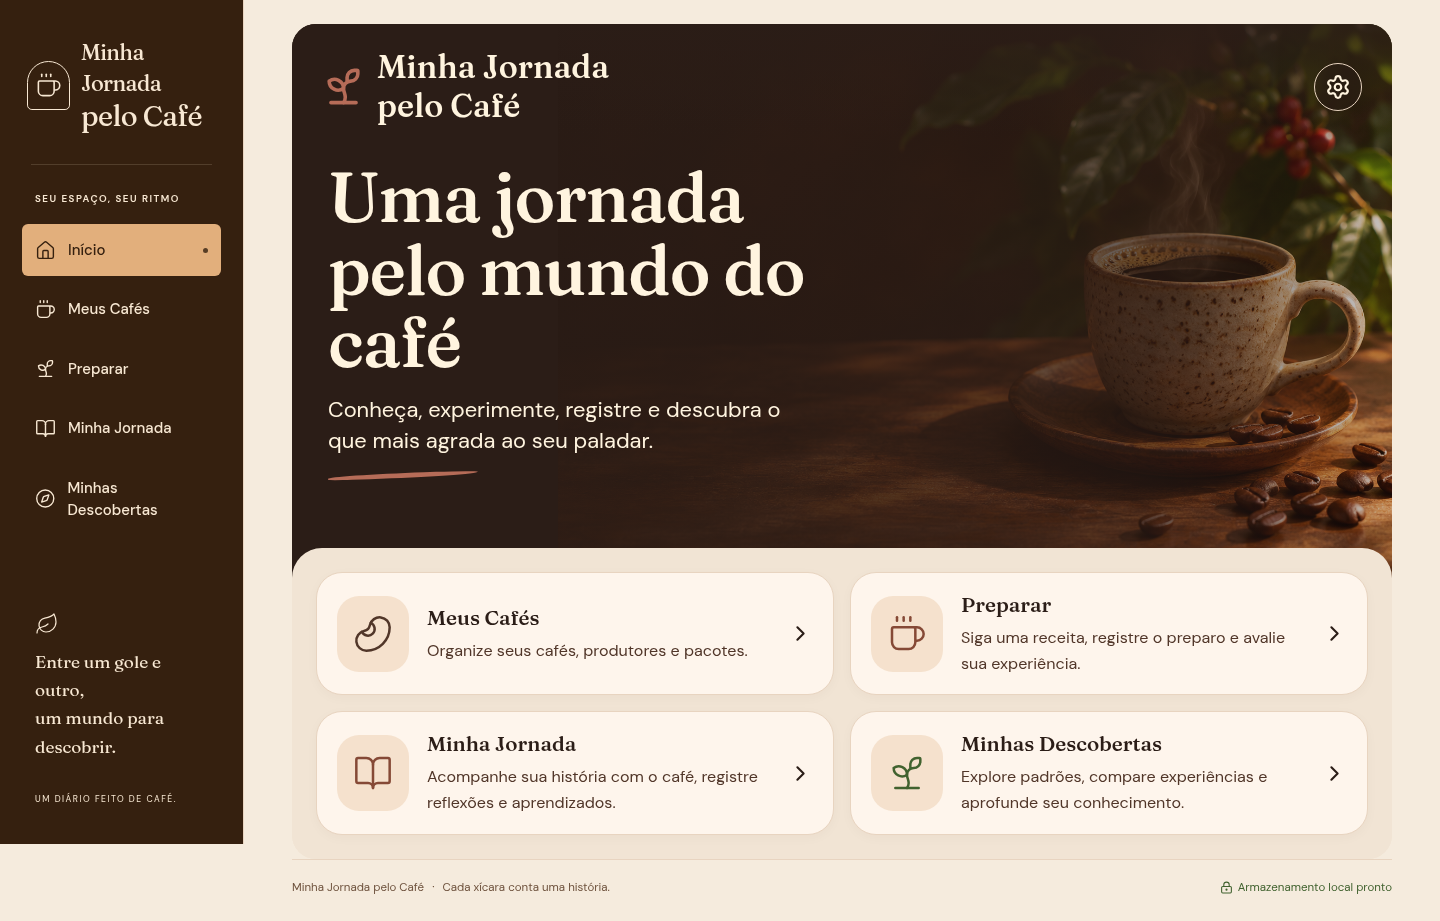 Minha
Jornada
pelo Café
SEU ESPAÇO, SEU RITMO
Início
Meus Cafés
Preparar
Minha Jornada
Minhas
Descobertas
Entre um gole e
outro,
um mundo para
descobrir.
UM DIÁRIO FEITO DE CAFÉ.
Minha Jornada
pelo Café
Uma jornada
pelo mundo do
café
Conheça, experimente, registre e descubra o
que mais agrada ao seu paladar.
Meus Cafés
Organize seus cafés, produtores e pacotes.
Preparar
Siga uma receita, registre o preparo e avalie
sua experiência.
Minha Jornada
Acompanhe sua história com o café, registre
reflexões e aprendizados.
Minhas Descobertas
Explore padrões, compare experiências e
aprofunde seu conhecimento.
Minha Jornada pelo Café · Cada xícara conta uma história.
Armazenamento local pronto